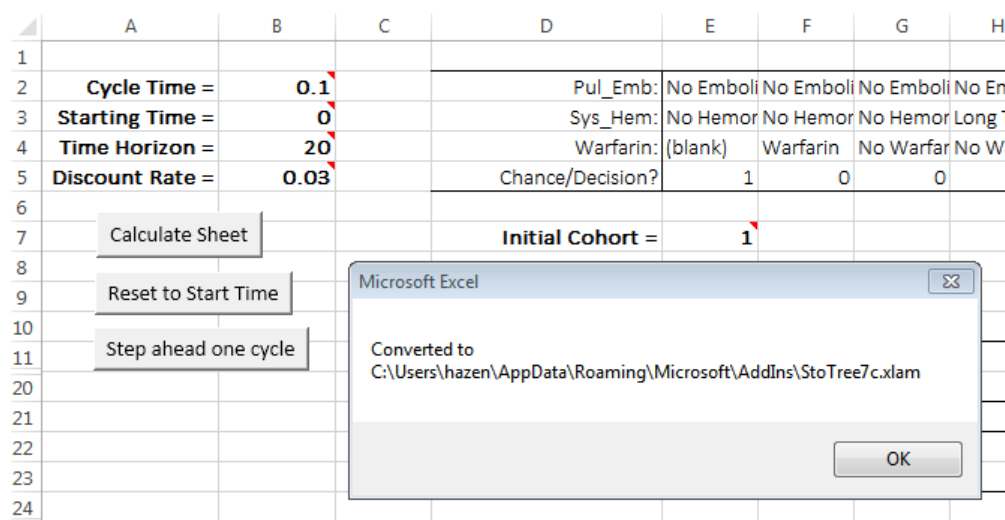 A B C D E F G H
1
2 Cycle Time = 0.1 Pul_Emb: No Emboli No Emboli No Emboli No En
3 Starting Time = 0 Sys_Hem: No Hemor No Hemor No Hemor Long T
4 Time Horizon = 20 Warfarin: (blank) Warfarin No Warfar No W
5 Discount Rate = 0.03 Chance/Decision? 1 0 0
6
7 Calculate Sheet Initial Cohort = 1
8 Microsoft Excel
9 Reset to Start Time
10 Converted to
11 Step ahead one cycle C:\Users\hazen\AppData\Roaming\Microsoft\AddIns\StoTree7c.xlam
20
21
22 OK
23
24